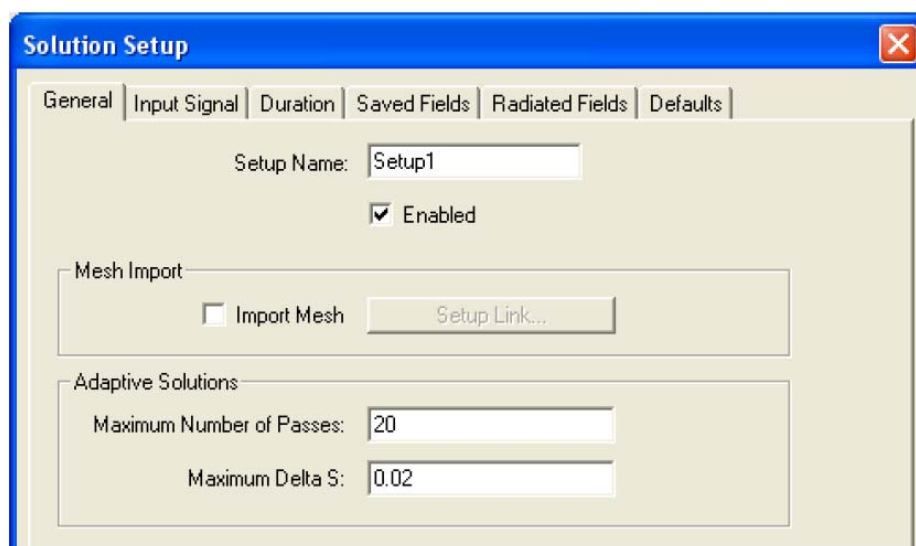 Solution Setup
General Input Signal Duration Saved Fields Radiated Fields Defaults
Setup Name: Setup1
Enabled
Mesh Import
Import Mesh Setup Link...
Adaptive Solutions
Maximum Number of Passes: 20
Maximum Delta S: 0.02